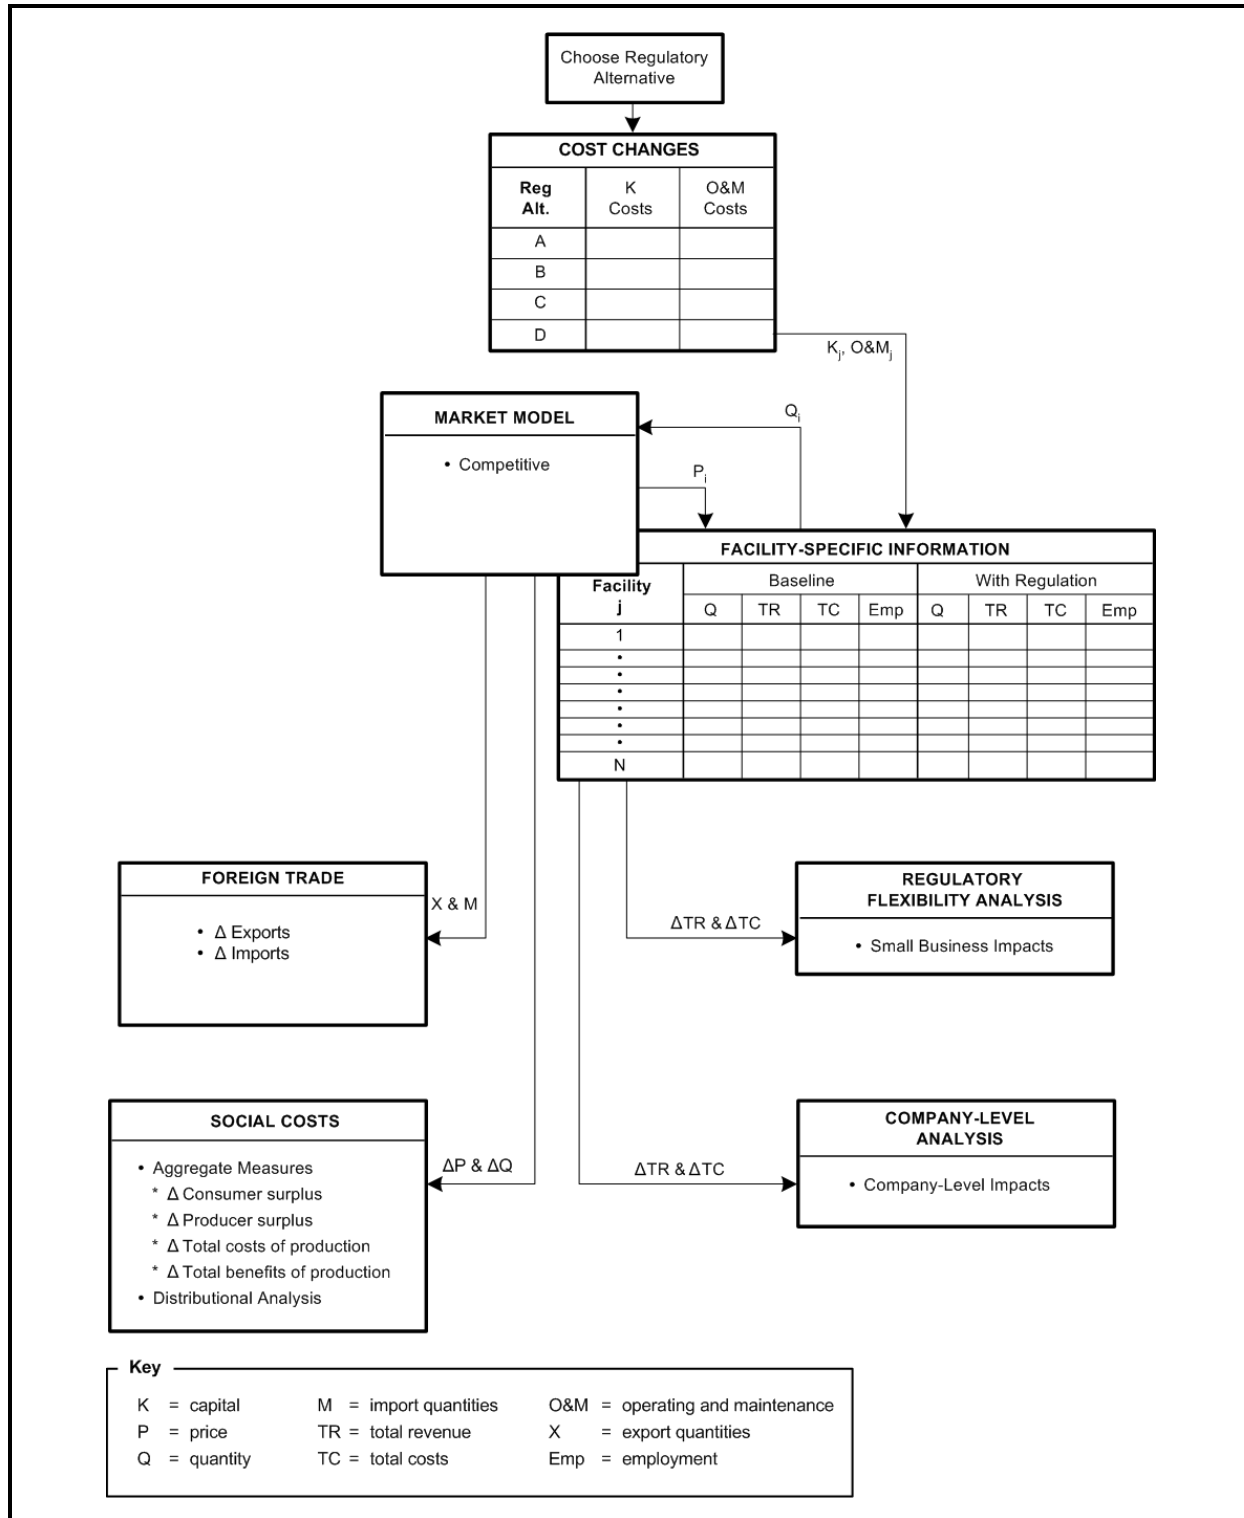 Choose Regulatory
Alternative
COST CHANGES
Reg
Alt.
K
Costs
O&M
Costs
A
B
C
D
Kj, O&Mj
MARKET MODEL
• Competitive
Qi
Pi
FACILITY-SPECIFIC INFORMATION
Facility
j
Baseline
With Regulation
Q TR TC Emp Q TR TC Emp
1
•
•
•
•
•
•
N
FOREIGN TRADE
• Δ Exports
• Δ Imports
X & M
REGULATORY
FLEXIBILITY ANALYSIS
• Small Business Impacts
ΔTR & ΔTC
SOCIAL COSTS
• Aggregate Measures
* Δ Consumer surplus
* Δ Producer surplus
* Δ Total costs of production
* Δ Total benefits of production
• Distributional Analysis
ΔP & ΔQ
ΔTR & ΔTC
COMPANY-LEVEL
ANALYSIS
• Company-Level Impacts
Key
K = capital M = import quantities O&M = operating and maintenance
P = price TR = total revenue X = export quantities
Q = quantity TC = total costs Emp = employment